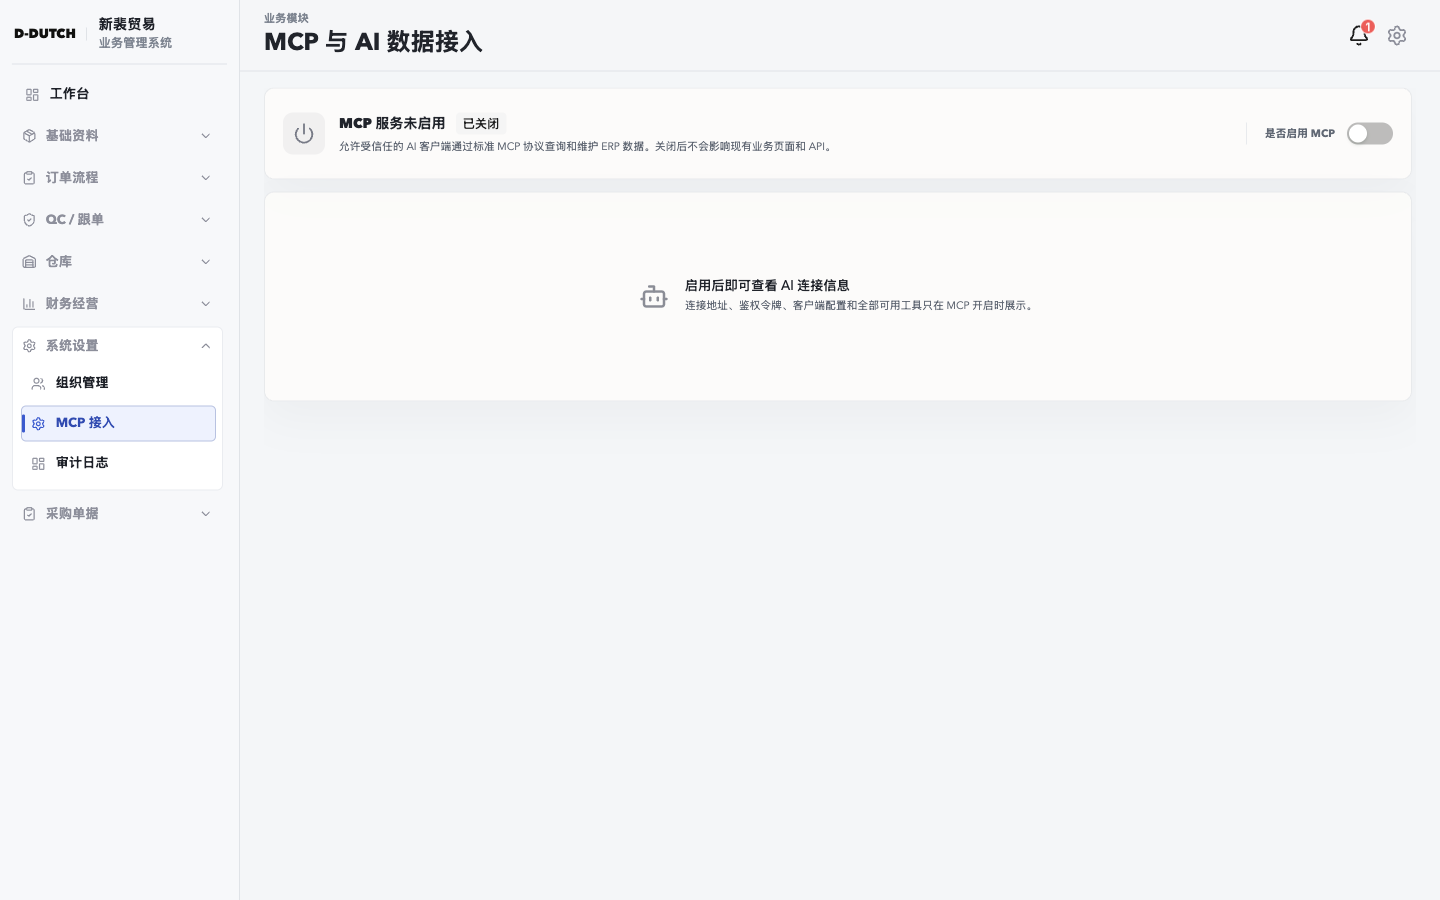 D-DUTCH
新裴贸易
业务管理系统
工作台
基础资料
订单流程
QC / 跟单
仓库
财务经营
系统设置
组织管理
MCP 接入
审计日志
采购单据
业务模块
MCP 与 AI 数据接入
1
MCP 服务未启用 已关闭
允许受信任的 AI 客户端通过标准 MCP 协议查询和维护 ERP 数据。关闭后不会影响现有业务页面和 API。
是否启用 MCP
启用后即可查看 AI 连接信息
连接地址、鉴权令牌、客户端配置和全部可用工具只在 MCP 开启时展示。